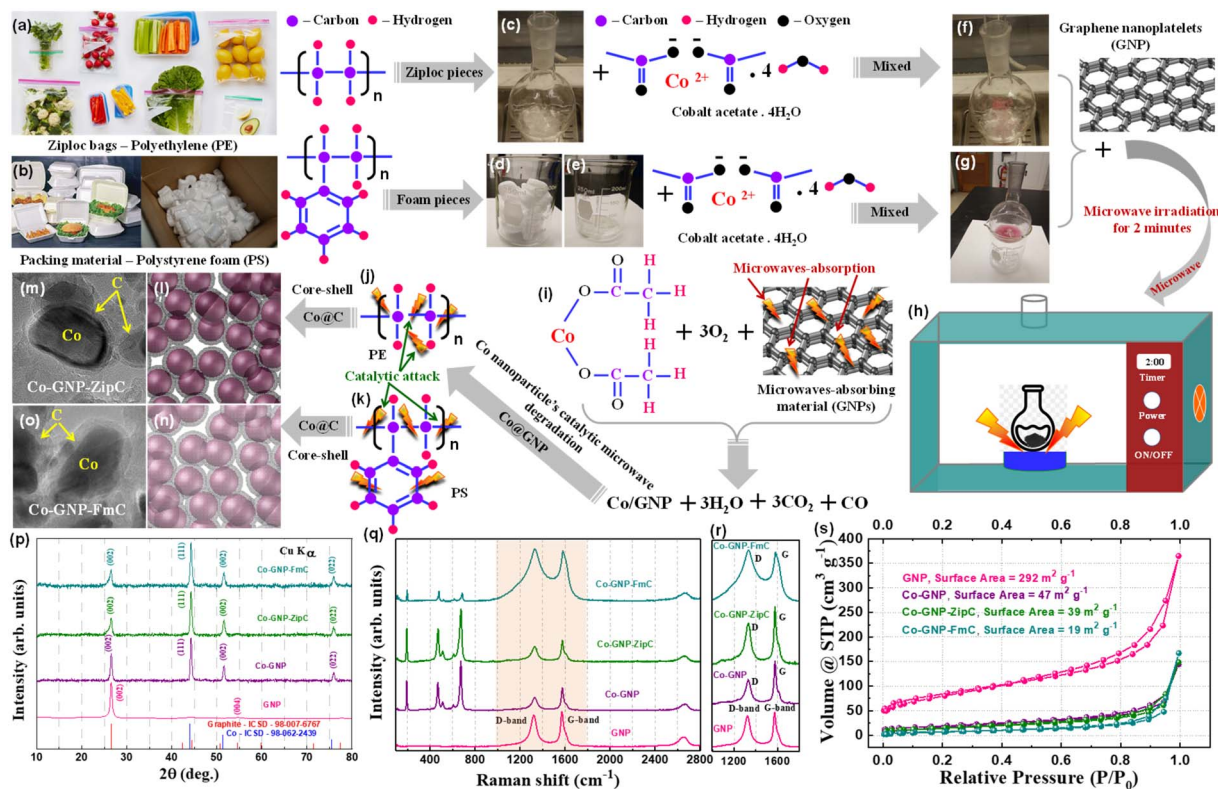 (a)
– Carbon
– Hydrogen
n
Ziploc pieces
Ziploc bags – Polyethylene (PE)
(b)
n
Foam pieces
Packing material – Polystyrene foam (PS)
(c)
– Carbon
– Hydrogen
– Oxygen
+
Co 2+
. 4
Cobalt acetate . 4H₂O
Mixed
(d)
(e)
+
Co 2+
. 4
Cobalt acetate . 4H₂O
Mixed
(f)
Graphene nanoplatelets
(GNP)
+
(g)
Microwave irradiation
for 2 minutes
Microwave
(h)
2:00
Timer
Power
ON/OFF
(i)
O
O
C
C
H
H
H
Co
O
O
C
C
H
H
H
+ 3O₂ +
Microwaves-absorption
Microwaves-absorbing
material (GNPs)
Co/GNP + 3H₂O + 3CO₂ + CO
Co nanoparticle's catalytic microwave
degradation
Co@GNP
(j)
n
PE
Catalytic attack
(k)
n
PS
Core-shell
Co@C
Co@C
Core-shell
(l)
(m)
C
Co
Co-GNP-ZipC
(n)
(o)
C
Co
Co-GNP-FmC
(p)
Cu Kα
(002)
(111)
(002)
(022)
Co-GNP-FmC
(002)
(111)
(002)
(022)
Co-GNP-ZipC
(002)
(111)
(002)
(022)
Co-GNP
(002)
(004)
GNP
Graphite - ICSD - 98-007-6767
Co - ICSD - 98-062-2439
Intensity (arb. units)
10 20 30 40 50 60 70 80
2θ (deg.)
(q)
Co-GNP-FmC
Co-GNP-ZipC
Co-GNP
D-band
G-band
GNP
Intensity (arb. units)
400 800 1200 1600 2000 2400 2800
Raman shift (cm⁻¹)
(r)
Co-GNP-FmC
D
G
Co-GNP-ZipC
D
G
Co-GNP
D
G
D-band
G-band
GNP
1200 1600
(s)
0.0 0.2 0.4 0.6 0.8 1.0
400
350
300
250
200
150
100
50
0
Volume @ STP (cm³ g⁻¹)
GNP, Surface Area = 292 m² g⁻¹
Co-GNP, Surface Area = 47 m² g⁻¹
Co-GNP-ZipC, Surface Area = 39 m² g⁻¹
Co-GNP-FmC, Surface Area = 19 m² g⁻¹
0.0 0.2 0.4 0.6 0.8 1.0
Relative Pressure (P/P₀)